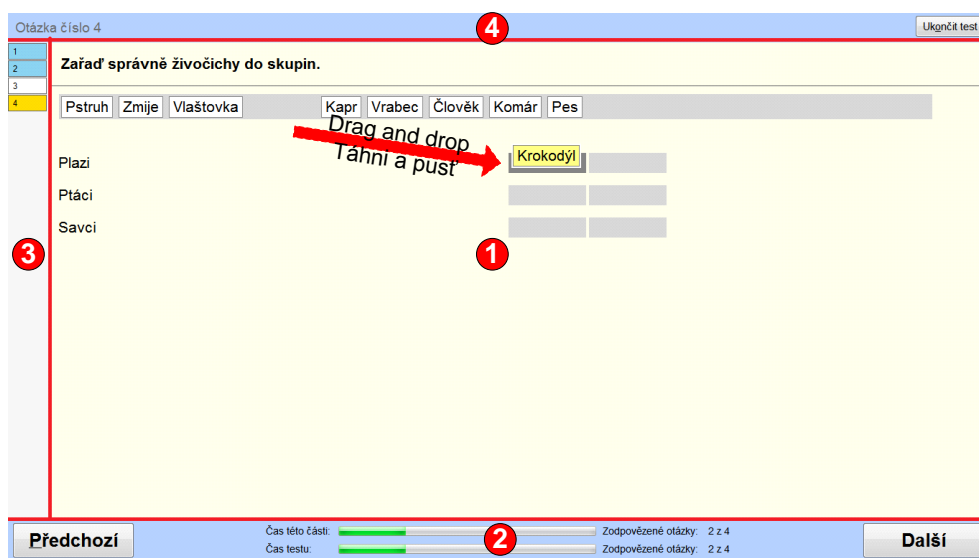 Otázka číslo 4
4
Ukončit test
1
2
3
4
Zařaď správně živočichy do skupin.
Pstruh Zmije Vlaštovka Kapr Vrabec Člověk Komár Pes
Drag and drop
Táhni a pusť
Krokodýl
Plazi
Ptáci
Savci
3
1
Předchozí
Čas této části:
Zodpovězené otázky: 2 z 4
Čas testu:
Zodpovězené otázky: 2 z 4
2
Další